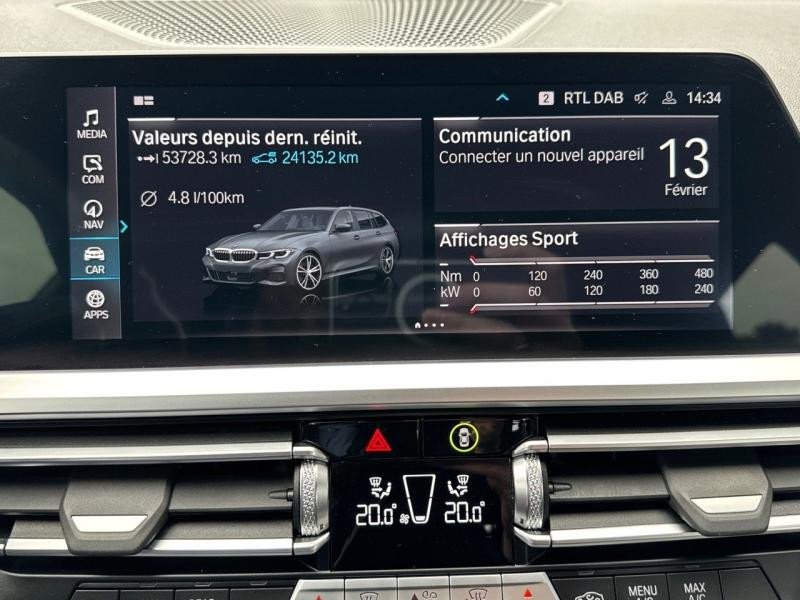 2 RTL DAB 14:34
MEDIA
COM
NAV
CAR
APPS
Valeurs depuis dern. réinit.
53728.3 km 24135.2 km
4.8 l/100km
Communication
Connecter un nouvel appareil
13
Février
Affichages Sport
Nm 0 120 240 360 480
kW 0 60 120 180 240
20.0° 20.0°
MENU
MAX
A/C